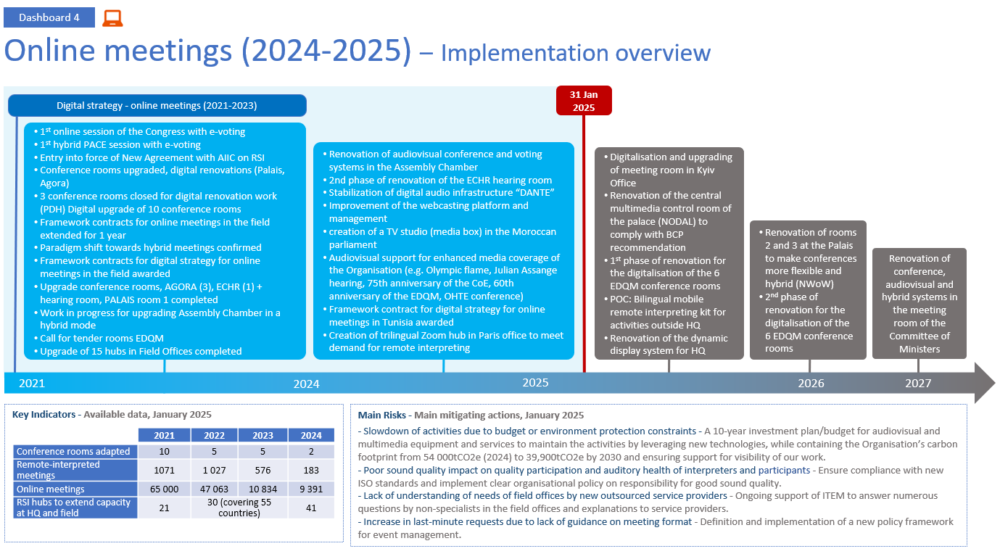 Dashboard 4
Online meetings (2024-2025) – Implementation overview
Digital strategy - online meetings (2021-2023)
• 1st online session of the Congress with e-voting
• 1st hybrid PACE session with e-voting
• Entry into force of New Agreement with AIIC on RSI
• Conference rooms upgraded, digital renovations (Palais,
Agora)
• 3 conference rooms closed for digital renovation work
(PDH) Digital upgrade of 10 conference rooms
• Framework contracts for online meetings in the field
extended for 1 year
• Paradigm shift towards hybrid meetings confirmed
• Framework contracts for digital strategy for online
meetings in the field awarded
• Upgrade conference rooms, AGORA (3), ECHR (1) +
hearing room, PALAIS room 1 completed
• Work in progress for upgrading Assembly Chamber in a
hybrid mode
• Call for tender rooms EDQM
• Upgrade of 15 hubs in Field Offices completed
• Renovation of audiovisual conference and voting
systems in the Assembly Chamber
• 2nd phase of renovation of the ECHR hearing room
• Stabilization of digital audio infrastructure “DANTE”
• Improvement of the webcasting platform and
management
• creation of a TV studio (media box) in the Moroccan
parliament
• Audiovisual support for enhanced media coverage of
the Organisation (e.g. Olympic flame, Julian Assange
hearing, 75th anniversary of the CoE, 60th
anniversary of the EDQM, OHTE conference)
• Framework contract for digital strategy for online
meetings in Tunisia awarded
• Creation of trilingual Zoom hub in Paris office to meet
demand for remote interpreting
31 Jan
2025
• Digitalisation and upgrading
of meeting room in Kyiv
Office
• Renovation of the central
multimedia control room of
the palace (NODAL) to
comply with BCP
recommendation
• 1st phase of renovation for
the digitalisation of the 6
EDQM conference rooms
• POC: Bilingual mobile
remote interpreting kit for
activities outside HQ
• Renovation of the dynamic
display system for HQ
• Renovation of rooms
2 and 3 at the Palais
to make conferences
more flexible and
hybrid (NWoW)
• 2nd phase of
renovation for the
digitalisation of the
6 EDQM conference
rooms
Renovation of
conference,
audiovisual and
hybrid systems in
the meeting
room of the
Committee of
Ministers
2021 2024 2025 2026 2027
Key Indicators - Available data, January 2025
2021 2022 2023 2024
Conference rooms adapted 10 5 5 2
Remote-interpreted
meetings 1071 1 027 576 183
Online meetings 65 000 47 063 10 834 9 391
RSI hubs to extend capacity
at HQ and field 21 30 (covering 55
countries) 41
Main Risks - Main mitigating actions, January 2025
- Slowdown of activities due to budget or environment protection constraints - A 10-year investment plan/budget for audiovisual and
multimedia equipment and services to maintain the activities by leveraging new technologies, while containing the Organisation's carbon
footprint from 54 000tCO2e (2024) to 39,900tCO2e by 2030 and ensuring support for visibility of our work.
- Poor sound quality impact on quality participation and auditory health of interpreters and participants - Ensure compliance with new
ISO standards and implement clear organisational policy on responsibility for good sound quality.
- Lack of understanding of needs of field offices by new outsourced service providers - Ongoing support of ITEM to answer numerous
questions by non-specialists in the field offices and explanations to service providers.
- Increase in last-minute requests due to lack of guidance on meeting format - Definition and implementation of a new policy framework
for event management.